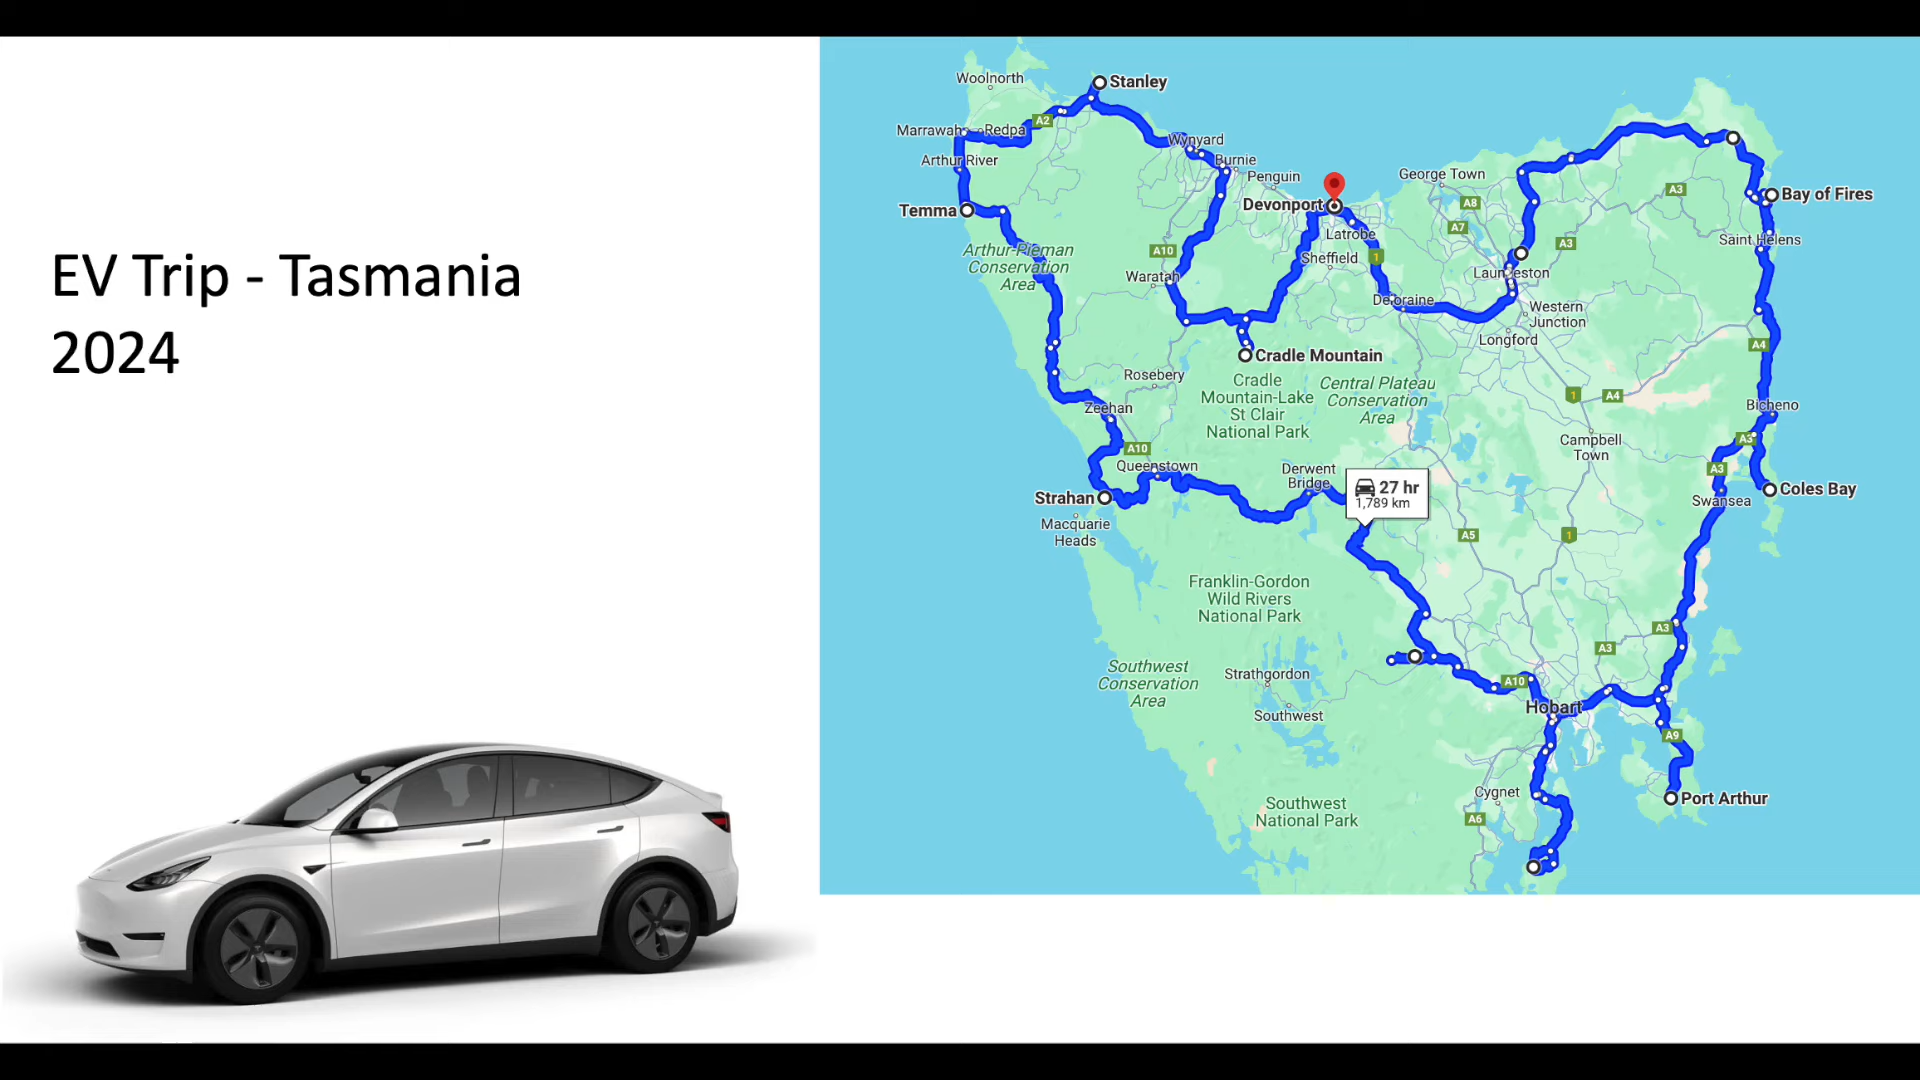 EV Trip - Tasmania
2024
Woolnorth
Stanley
A2
Marrawah
Redpa
Wynyard
Arthur River
Burnie
Penguin
George Town
A3
Bay of Fires
Temma
Devonport
A8
A7
Latrobe
Saint Helens
Arthur-Pieman
Conservation
Area
A10
Sheffield
1
A3
Waratah
Launceston
Deloraine
Western
Junction
Longford
A4
Cradle Mountain
Rosebery
Cradle
Mountain-Lake
St Clair
National Park
Central Plateau
Conservation
Area
1
A4
Zeehan
Bicheno
A10
Campbell
Town
A3
Queenstown
Derwent
Bridge
27 hr
1,789 km
A3
Swansea
Coles Bay
Strahan
Macquarie
Heads
A5
1
Franklin-Gordon
Wild Rivers
National Park
A3
A3
Southwest
Conservation
Area
Strathgordon
A10
Southwest
Hobart
A9
Cygnet
Port Arthur
A6
Southwest
National Park